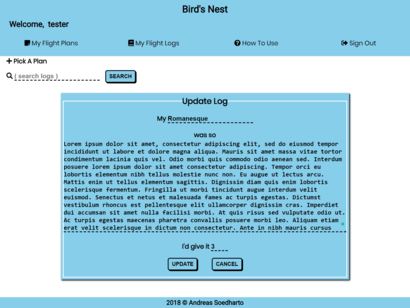 Bird's Nest
Welcome, tester
My Flight Plans
My Flight Logs
How To Use
Sign Out
Pick A Plan
( search logs )
SEARCH
Update Log
My Romanesque
was so
Lorem ipsum dolor sit amet, consectetur adipiscing elit, sed do eiusmod tempor
incididunt ut labore et dolore magna aliqua. Mauris sit amet massa vitae tortor
condimentum lacinia quis vel. Odio morbi quis commodo odio aenean sed. Interdum
posuere lorem ipsum dolor sit amet consectetur adipiscing. Tempor orci eu
lobortis elementum nibh tellus molestie nunc non. Eu augue ut lectus arcu.
Mattis enim ut tellus elementum sagittis. Dignissim diam quis enim lobortis
scelerisque fermentum. Fringilla ut morbi tincidunt augue interdum velit
euismod. Senectus et netus et malesuada fames ac turpis egestas. Dictumst
vestibulum rhoncus est pellentesque elit ullamcorper dignissim cras. Imperdiet
dui accumsan sit amet nulla facilisi morbi. At quis risus sed vulputate odio ut.
Ac turpis egestas maecenas pharetra convallis posuere morbi leo. Aliquam etiam
erat velit scelerisque in dictum non consectetur. Ante in nibh mauris cursus
I'd give it 3
UPDATE
CANCEL
2018 © Andreas Soedharto